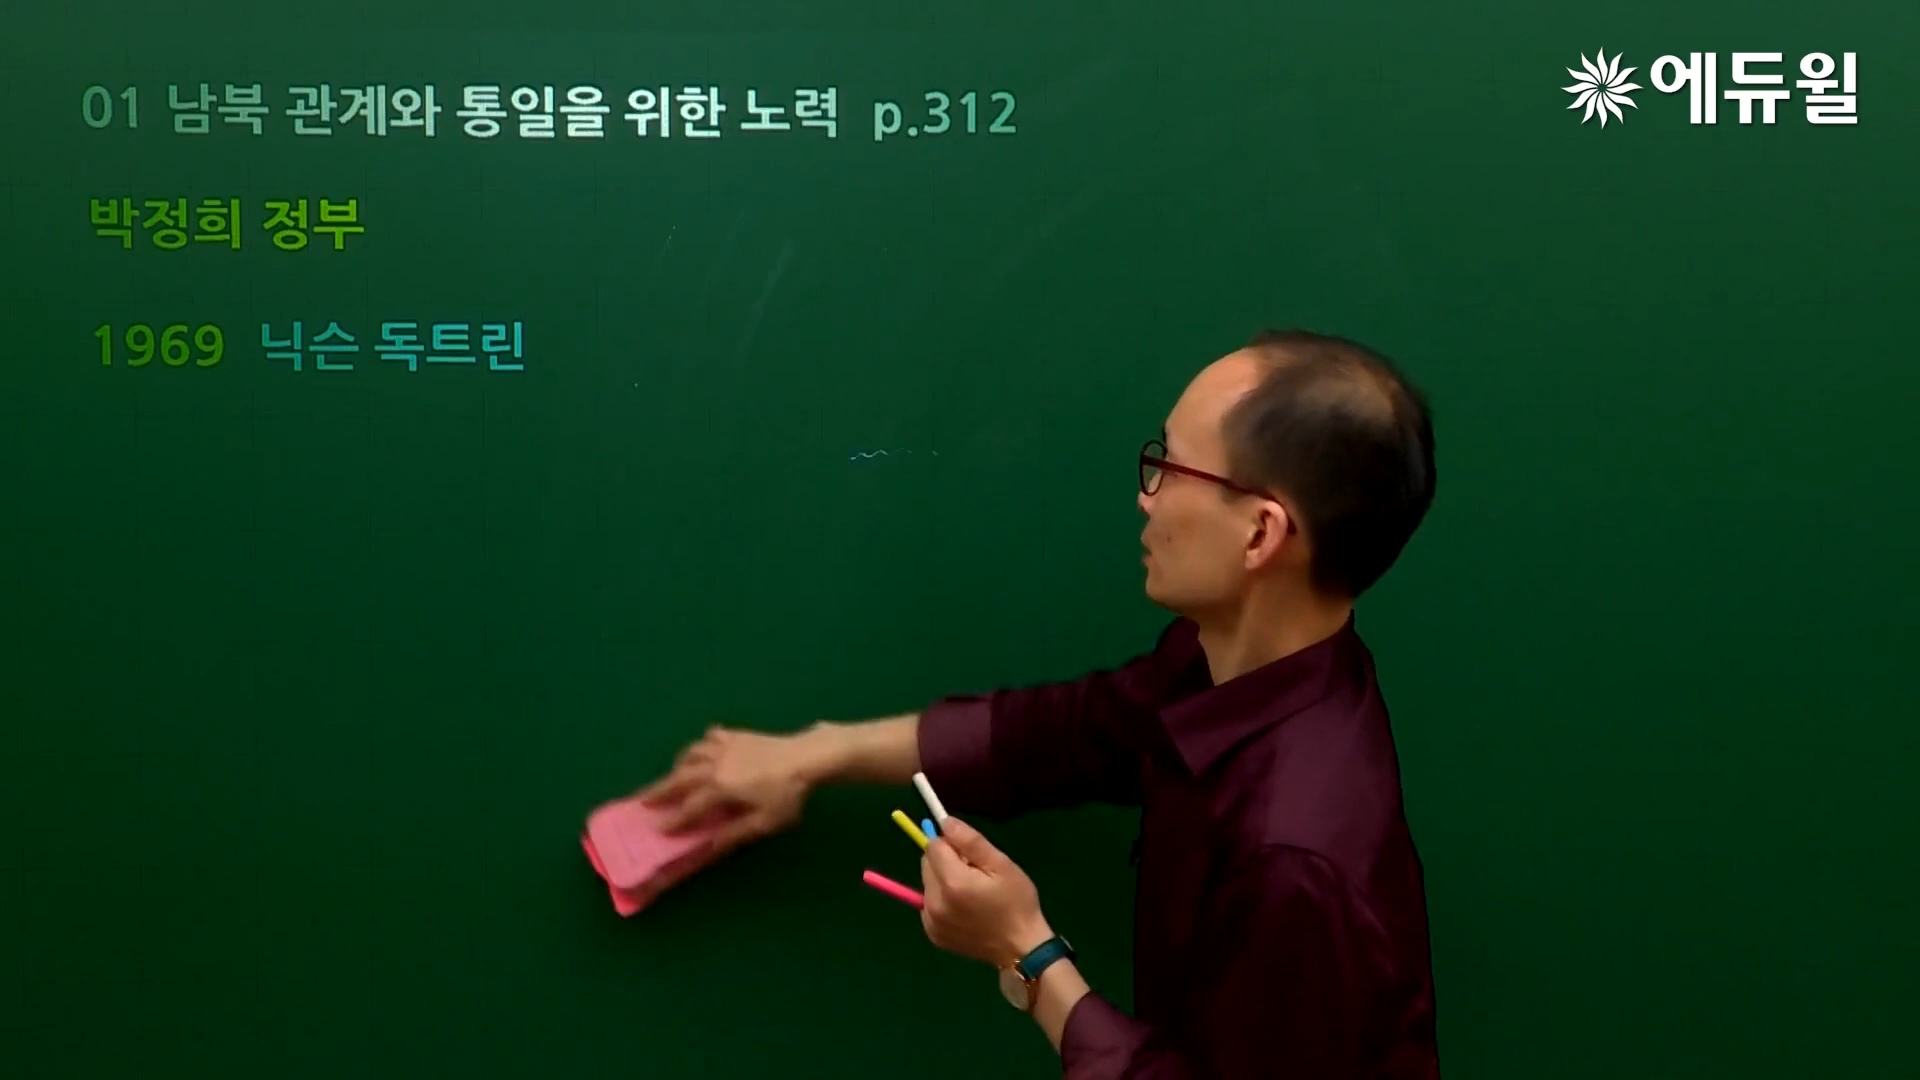 01 남북 관계와 통일을 위한 노력 p.312
에듀윌
박정희 정부
1969 닉슨 독트린